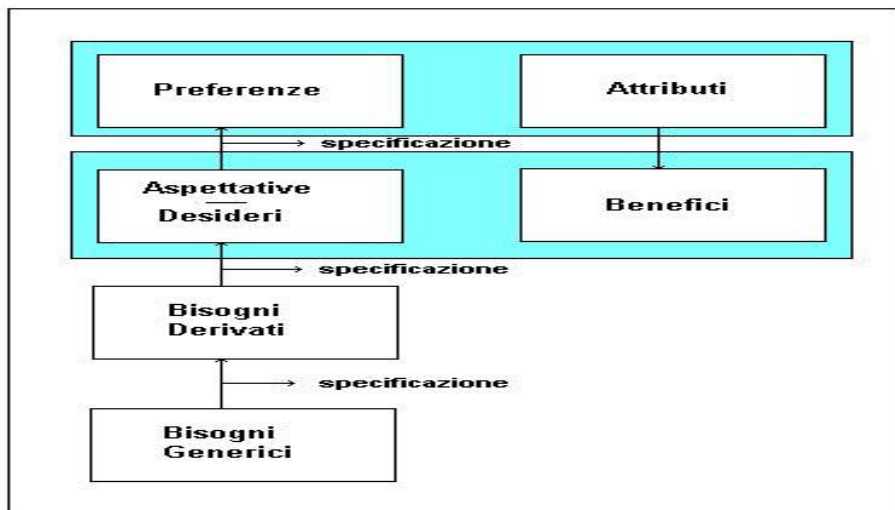 Preferenze
Attributi
specificazione
Aspettative
Desideri
Benefici
specificazione
Bisogni
Derivati
specificazione
Bisogni
Generici